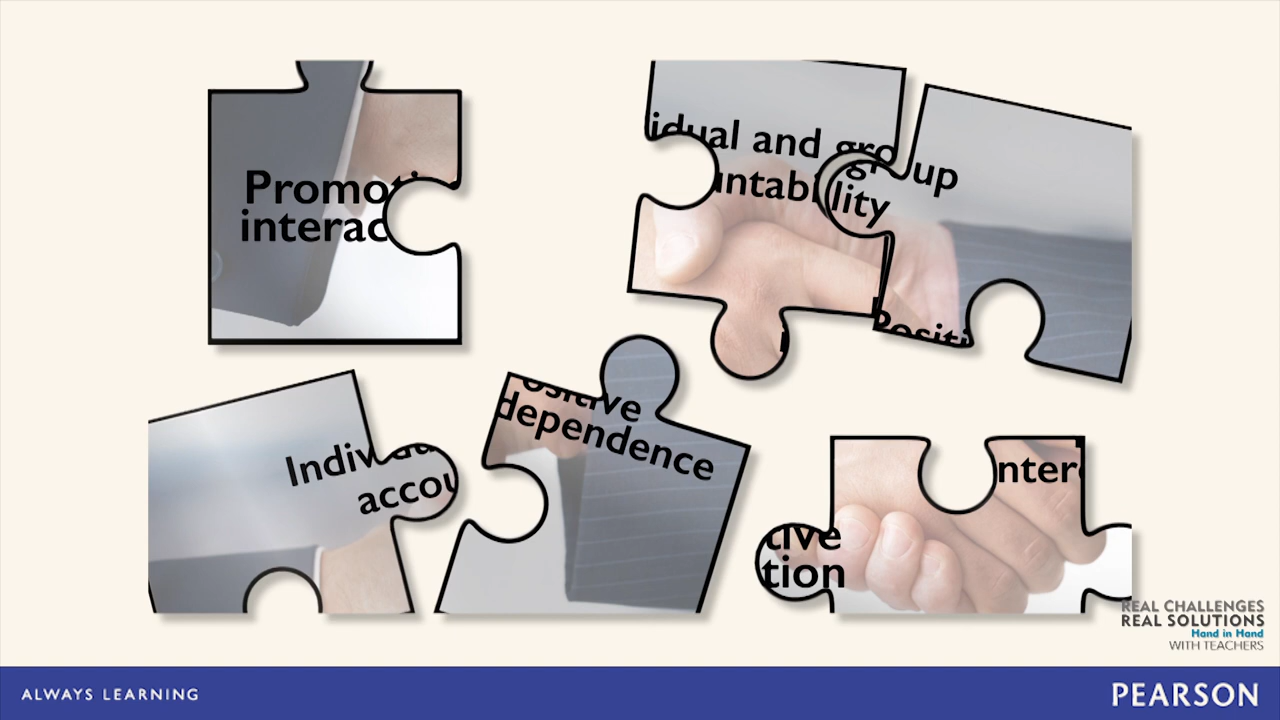 Promoti
interac
idual and group
untability
Positi
Individu
accou
ositive
dependence
nter
tive
tion
REAL CHALLENGES
REAL SOLUTIONS
Hand in Hand
WITH TEACHERS
ALWAYS LEARNING
PEARSON